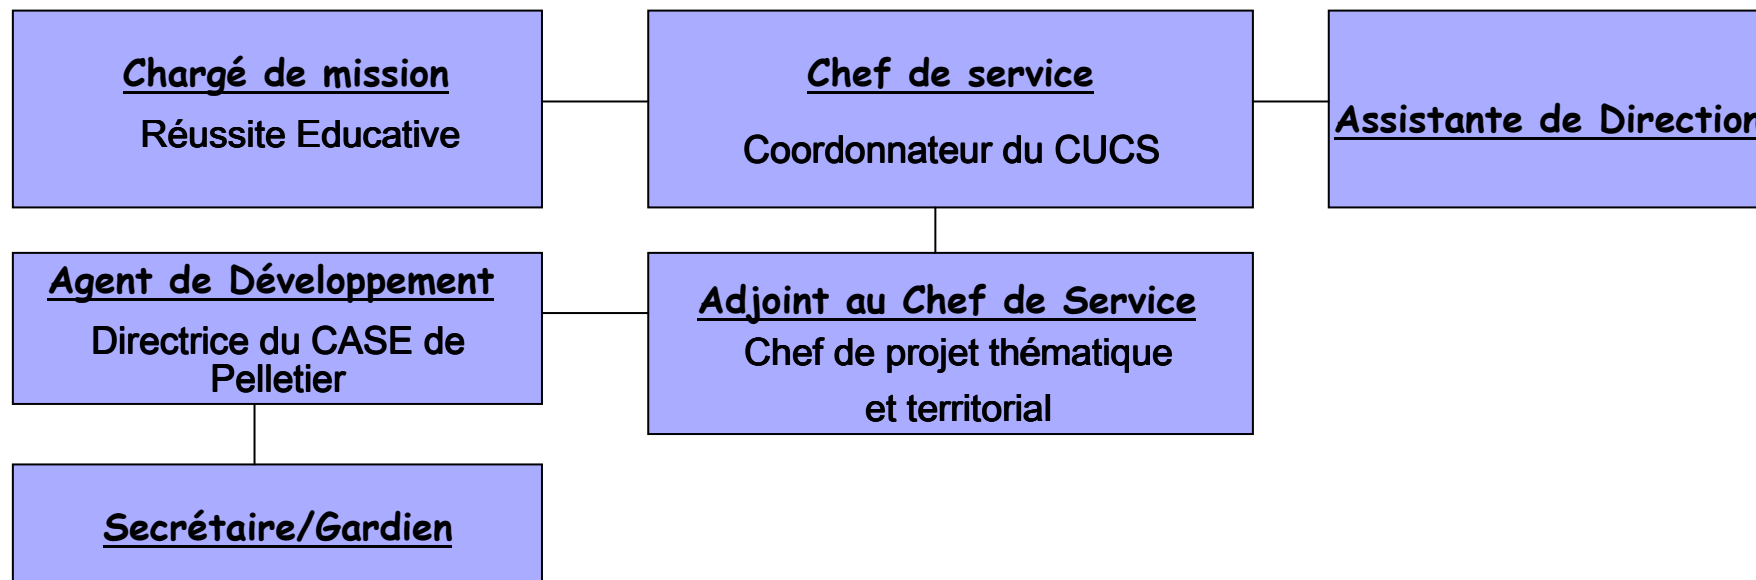 Chargé de mission
Réussite Educative
Chef de service
Coordonnateur du CUCS
Assistante de Direction
Agent de Développement
Directrice du CASE de
Pelletier
Adjoint au Chef de Service
Chef de projet thématique
et territorial
Secrétaire/Gardien